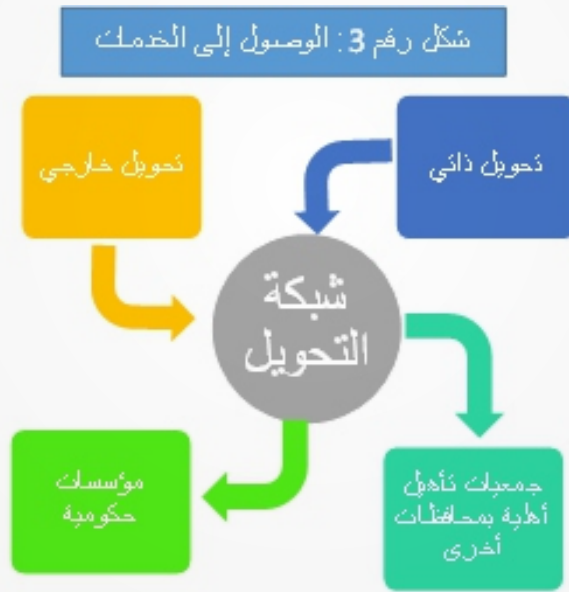 شكل رقم 3: الوصول إلى الخدمات
تحويل ذاتي
تحويل خارجي
شبكة
التحويل
جمعيات تأهيل
أهلية بمحافظات
أخرى
مؤسسات
حكومية